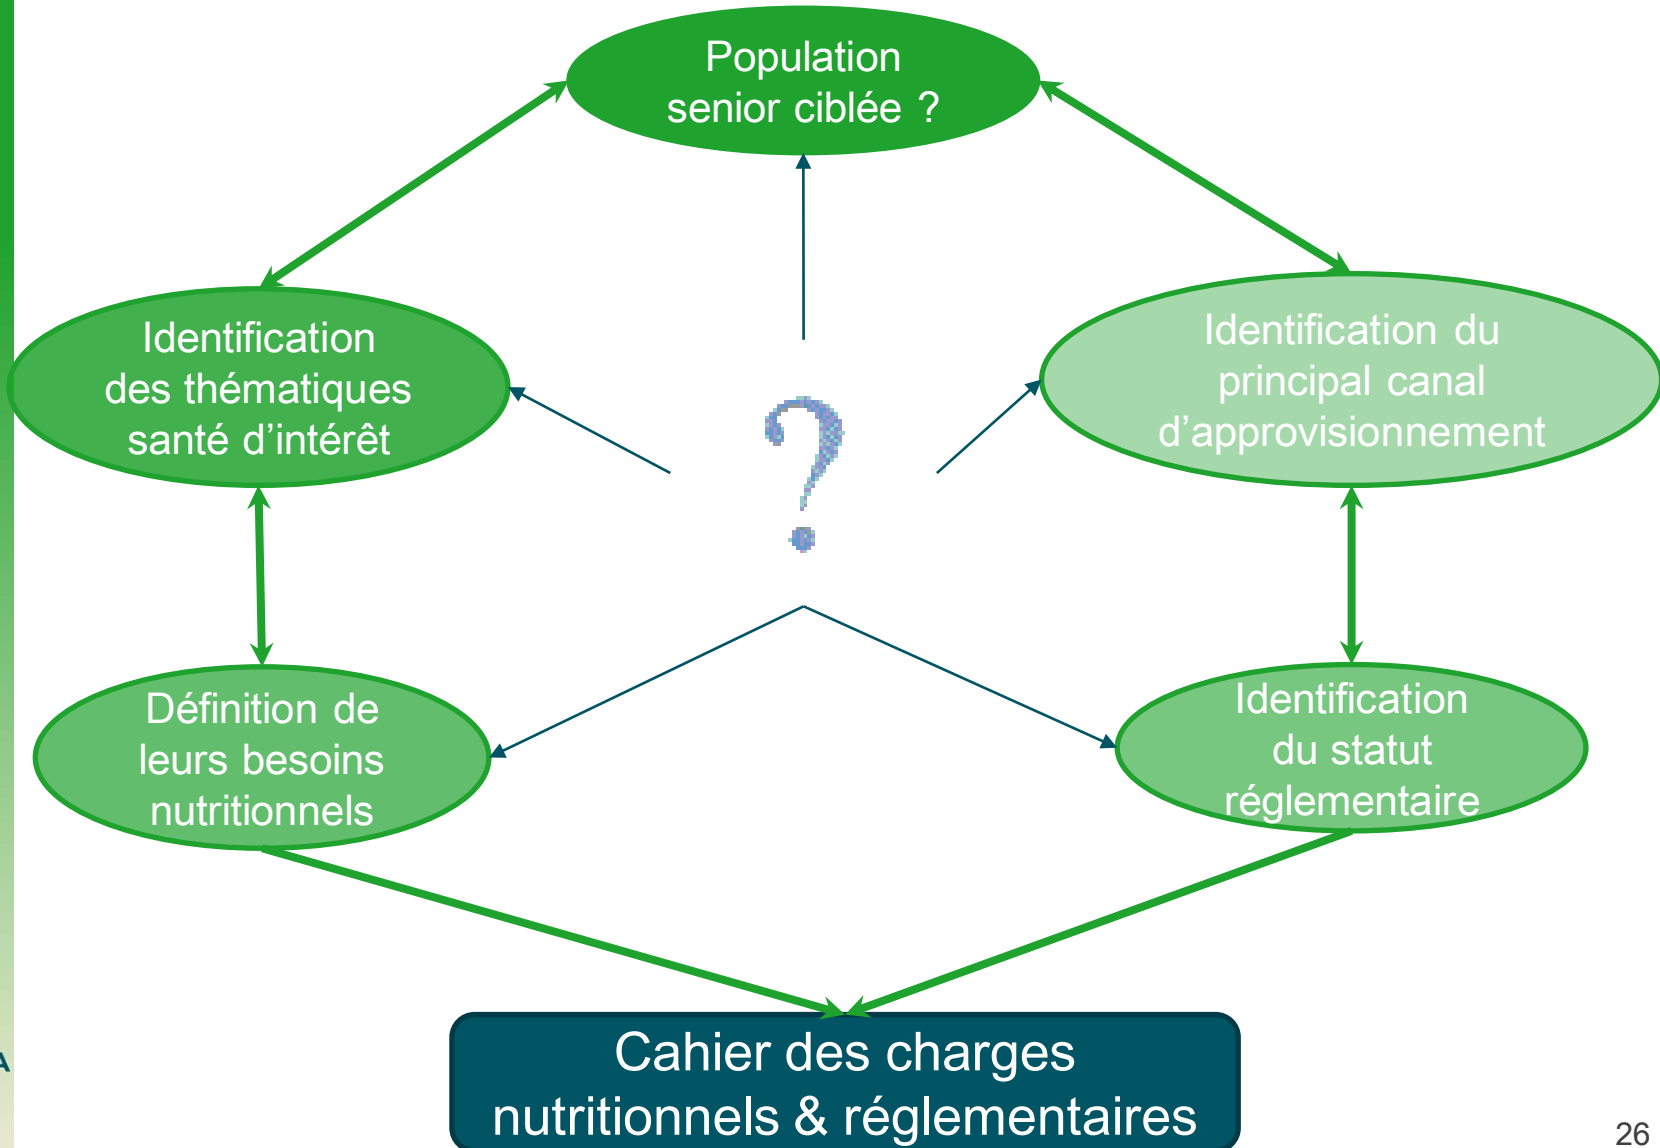 Population
senior ciblée ?
Identification
des thématiques
santé d’intérêt
Identification du
principal canal
d’approvisionnement
?
Définition de
leurs besoins
nutritionnels
Identification
du statut
réglementaire
A
Cahier des charges
nutritionnels & réglementaires
26